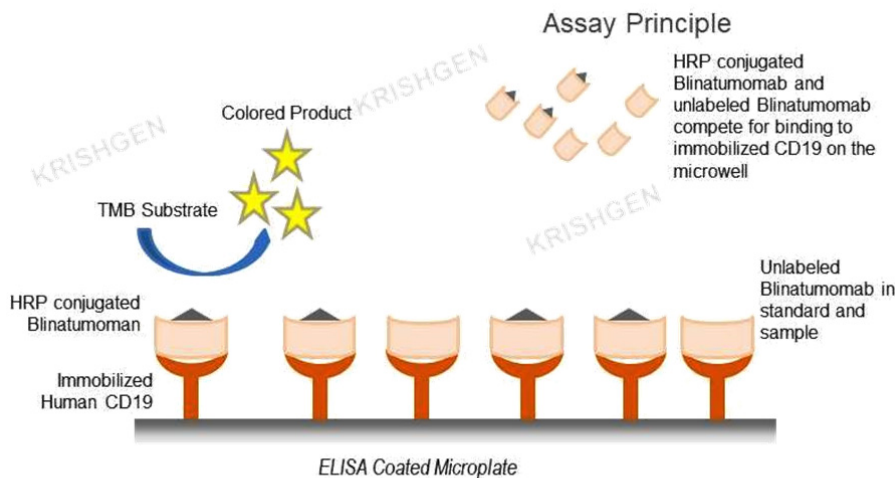 Assay Principle
HRP conjugated
Blinatumomab and
unlabeled Blinatumomab
compete for binding to
immobilized CD19 on the
microwell
KRISHGEN
KRISHGEN
KRISHGEN
Colored Product
TMB Substrate
HRP conjugated
Blinatumoman
Unlabeled
Blinatumomab in
standard and
sample
Immobilized
Human CD19
ELISA Coated Microplate